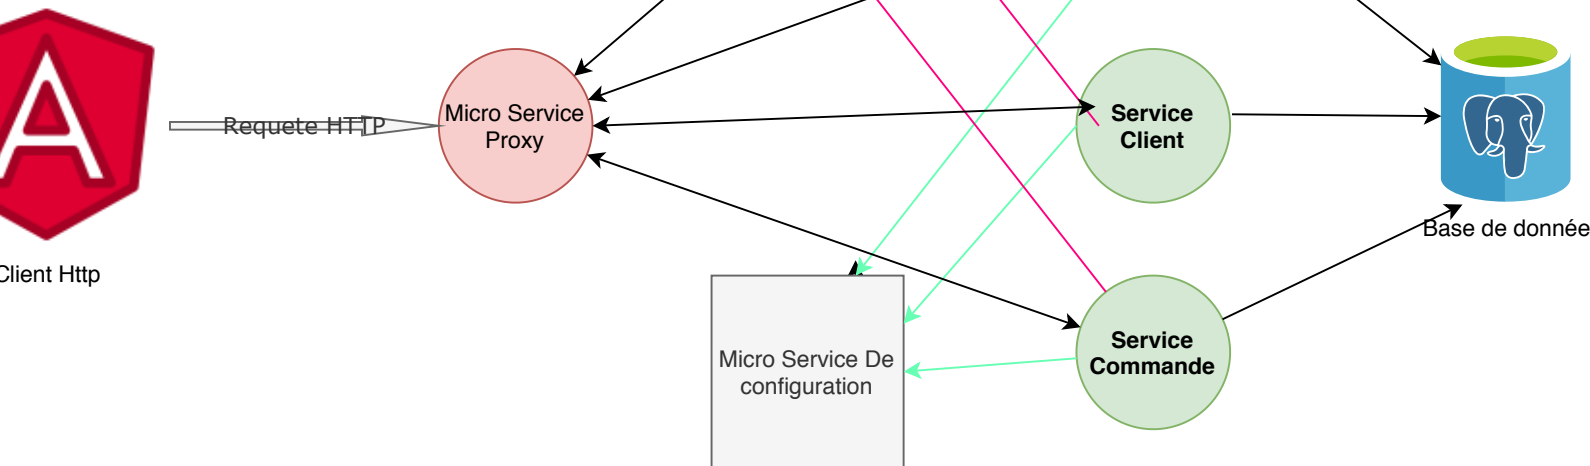 Micro Service
Proxy
Requete HTTP
Service
Client
Base de donnée
Client Http
Service
Commande
Micro Service De
configuration